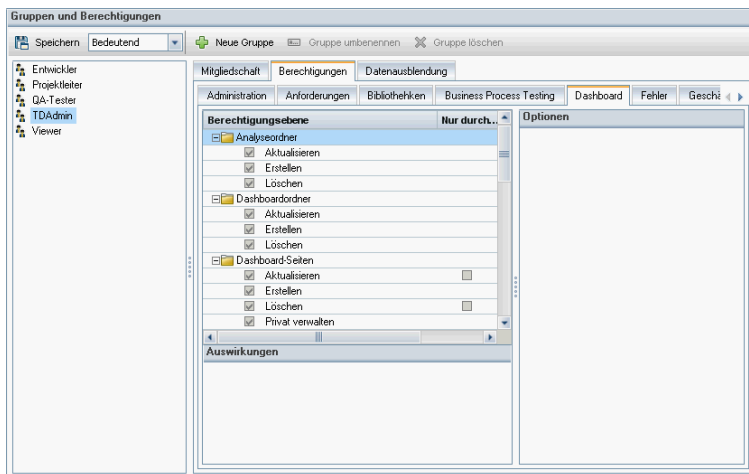 Gruppen und Berechtigungen
Speichern Bedeutend Neue Gruppe Gruppe umbenennen Gruppe löschen
Entwickler
Projektleiter
QA-Tester
TDAdmin
Viewer
Mitgliedschaft Berechtigungen Datenausblendung
Administration Anforderungen Bibliothehken Business Process Testing Dashboard Fehler Geschä
Berechtigungsebene Nur durch...
Analyseordner
Aktualisieren
Erstellen
Löschen
Dashboardordner
Aktualisieren
Erstellen
Löschen
Dashboard-Seiten
Aktualisieren
Erstellen
Löschen
Privat verwalten
Auswirkungen
Optionen